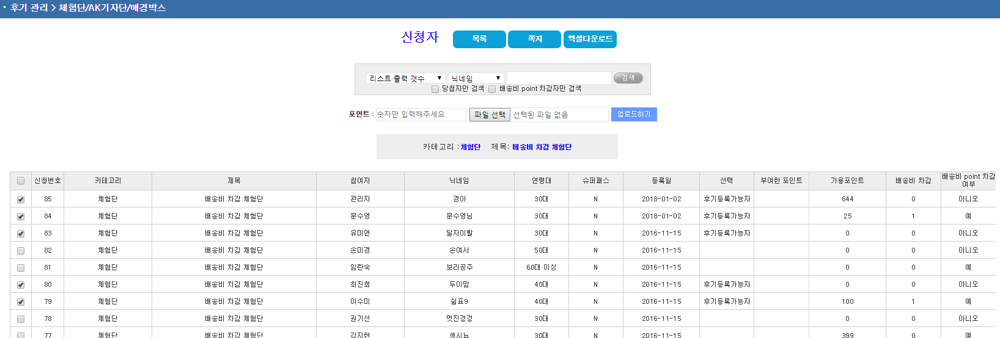 · 후기 관리 > 체험단/AK기자단/애경박스
신청자 목록 쪽지 엑셀다운로드
리스트 출력 갯수 ▼ 닉네임 ▼ 검색
당첨자만 검색 배송비 point 차감자만 검색
포인트 : 숫자만 입력해주세요 파일 선택 선택된 파일 없음 업로드하기
카테고리 : 체험단 제목: 배송비 차감 체험단
신청번호 카테고리 제목 참여자 닉네임 연령대 슈퍼패스 등록일 선택 부여한 포인트 가용포인트 배송비 차감 배송비 point 차감 여부
85 체험단 배송비 차감 체험단 관리자 경아 30대 N 2018-01-02 후기등록가능자 644 0 아니오
84 체험단 배송비 차감 체험단 문수영 문수영님 30대 N 2018-01-02 후기등록가능자 25 1 예
83 체험단 배송비 차감 체험단 유미연 달자이빨 30대 N 2016-11-15 후기등록가능자 0 0 아니오
82 체험단 배송비 차감 체험단 손미경 손여사 50대 N 2016-11-15 0 0 아니오
81 체험단 배송비 차감 체험단 임란숙 보라공주 60대 이상 N 2016-11-15 0 0 예
80 체험단 배송비 차감 체험단 최진희 두이맘 40대 N 2016-11-15 후기등록가능자 0 0 아니오
79 체험단 배송비 차감 체험단 이수미 쉼표9 40대 N 2016-11-15 후기등록가능자 100 1 예
78 체험단 배송비 차감 체험단 권기선 멋진겅겅 30대 N 2016-11-15 0 0 아니오
77 체험단 배송비 차감 체험단 김지현 섹시뇨 30대 N 2016-11-15 399 0 예